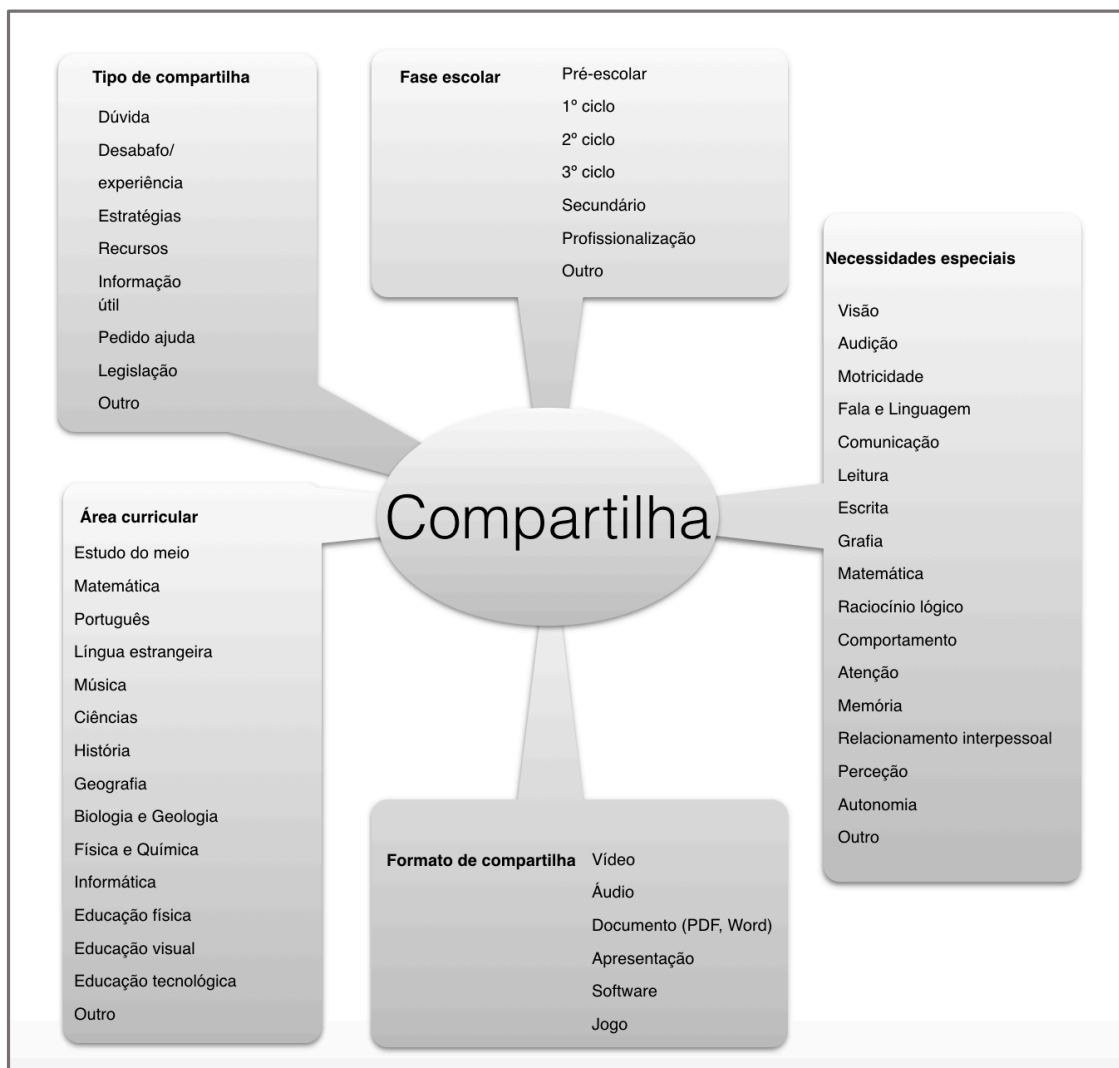 Tipo de compartilha
Dúvida
Desabafo/
experiência
Estratégias
Recursos
Informação
útil
Pedido ajuda
Legislação
Outro
Fase escolar
Pré-escolar
1º ciclo
2º ciclo
3º ciclo
Secundário
Profissionalização
Outro
Necessidades especiais
Visão
Audição
Motricidade
Fala e Linguagem
Comunicação
Leitura
Escrita
Grafia
Matemática
Raciocínio lógico
Comportamento
Atenção
Memória
Relacionamento interpessoal
Perceção
Autonomia
Outro
Compartilha
Área curricular
Estudo do meio
Matemática
Português
Língua estrangeira
Música
Ciências
História
Geografia
Biologia e Geologia
Física e Química
Informática
Educação física
Educação visual
Educação tecnológica
Outro
Formato de compartilha
Vídeo
Áudio
Documento (PDF, Word)
Apresentação
Software
Jogo